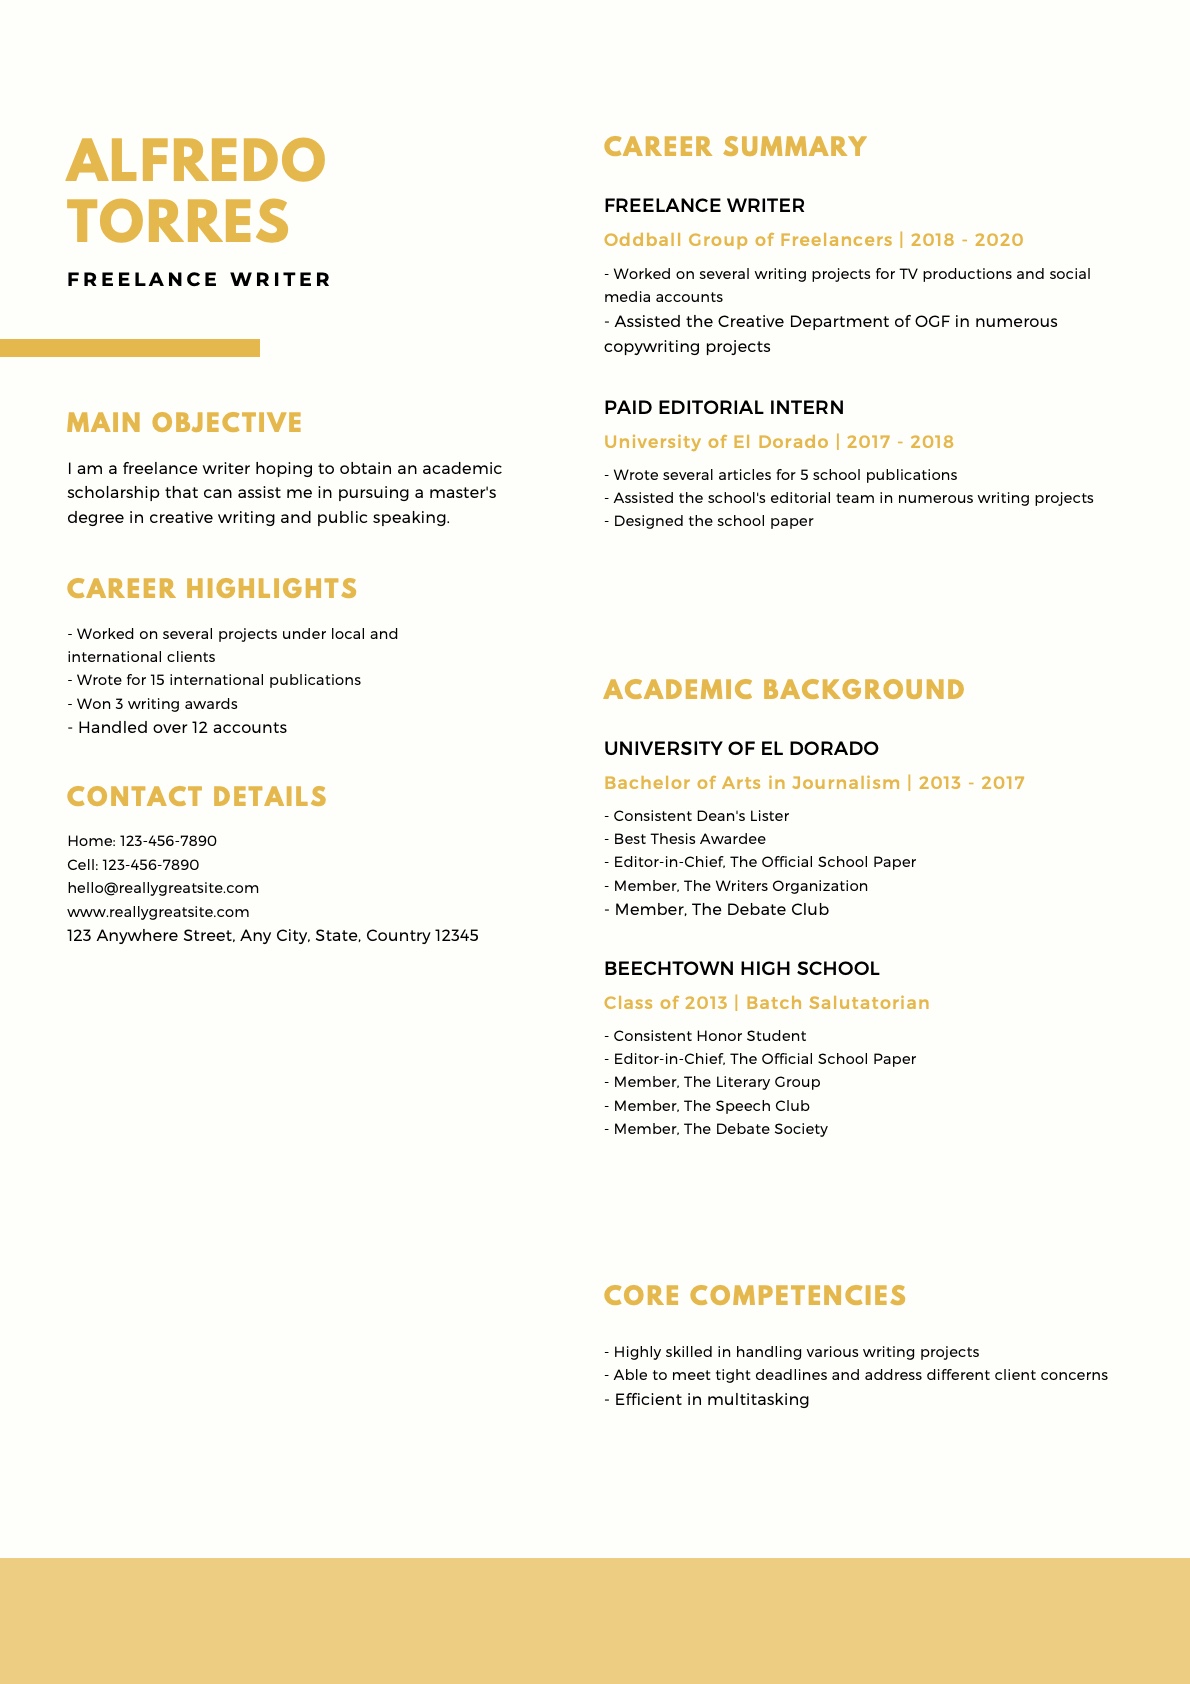 ALFREDO
TORRES
FREELANCE WRITER
MAIN OBJECTIVE
I am a freelance writer hoping to obtain an academic
scholarship that can assist me in pursuing a master's
degree in creative writing and public speaking.
CAREER HIGHLIGHTS
- Worked on several projects under local and
international clients
- Wrote for 15 international publications
- Won 3 writing awards
- Handled over 12 accounts
CONTACT DETAILS
Home: 123-456-7890
Cell: 123-456-7890
hello@reallygreatsite.com
www.reallygreatsite.com
123 Anywhere Street, Any City, State, Country 12345
CAREER SUMMARY
FREELANCE WRITER
Oddball Group of Freelancers | 2018 - 2020
- Worked on several writing projects for TV productions and social
media accounts
- Assisted the Creative Department of OGF in numerous
copywriting projects
PAID EDITORIAL INTERN
University of El Dorado | 2017 - 2018
- Wrote several articles for 5 school publications
- Assisted the school's editorial team in numerous writing projects
- Designed the school paper
ACADEMIC BACKGROUND
UNIVERSITY OF EL DORADO
Bachelor of Arts in Journalism | 2013 - 2017
- Consistent Dean's Lister
- Best Thesis Awardee
- Editor-in-Chief, The Official School Paper
- Member, The Writers Organization
- Member, The Debate Club
BEECHTOWN HIGH SCHOOL
Class of 2013 | Batch Salutatorian
- Consistent Honor Student
- Editor-in-Chief, The Official School Paper
- Member, The Literary Group
- Member, The Speech Club
- Member, The Debate Society
CORE COMPETENCIES
- Highly skilled in handling various writing projects
- Able to meet tight deadlines and address different client concerns
- Efficient in multitasking